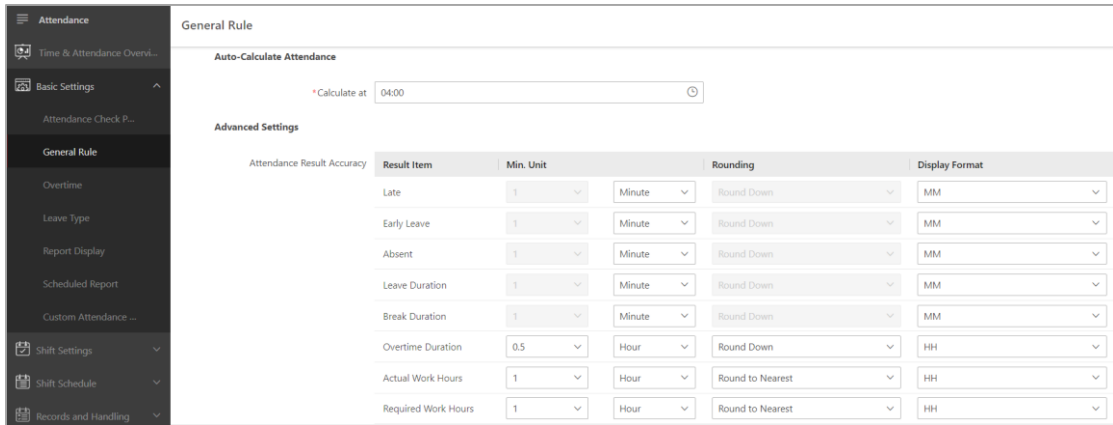 Attendance
Time & Attendance Overvi...
Basic Settings
Attendance Check P...
General Rule
Overtime
Leave Type
Report Display
Scheduled Report
Custom Attendance ...
Shift Settings
Shift Schedule
Records and Handling
General Rule
Auto-Calculate Attendance
*Calculate at 04:00
Advanced Settings
Attendance Result Accuracy Result Item Min. Unit Rounding Display Format
Late 1 Minute Round Down MM
Early Leave 1 Minute Round Down MM
Absent 1 Minute Round Down MM
Leave Duration 1 Minute Round Down MM
Break Duration 1 Minute Round Down MM
Overtime Duration 0.5 Hour Round Down HH
Actual Work Hours 1 Hour Round to Nearest HH
Required Work Hours 1 Hour Round to Nearest HH